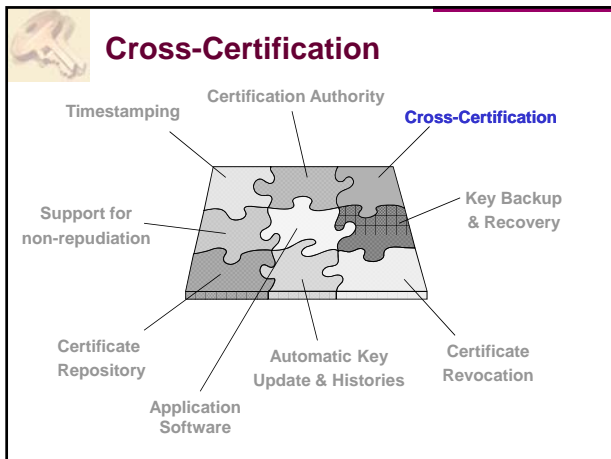 Cross-Certification
Certification Authority
Timestamping
Cross-Certification
Key Backup
& Recovery
Support for
non-repudiation
Certificate
Repository
Automatic Key
Update & Histories
Certificate
Revocation
Application
Software